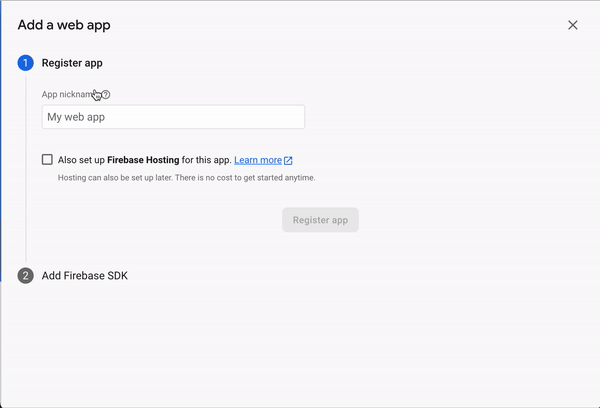 Add a web app
1 Register app
App nickname
My web app
Also set up Firebase Hosting for this app. Learn more
Hosting can also be set up later. There is no cost to get started anytime.
Register app
2 Add Firebase SDK